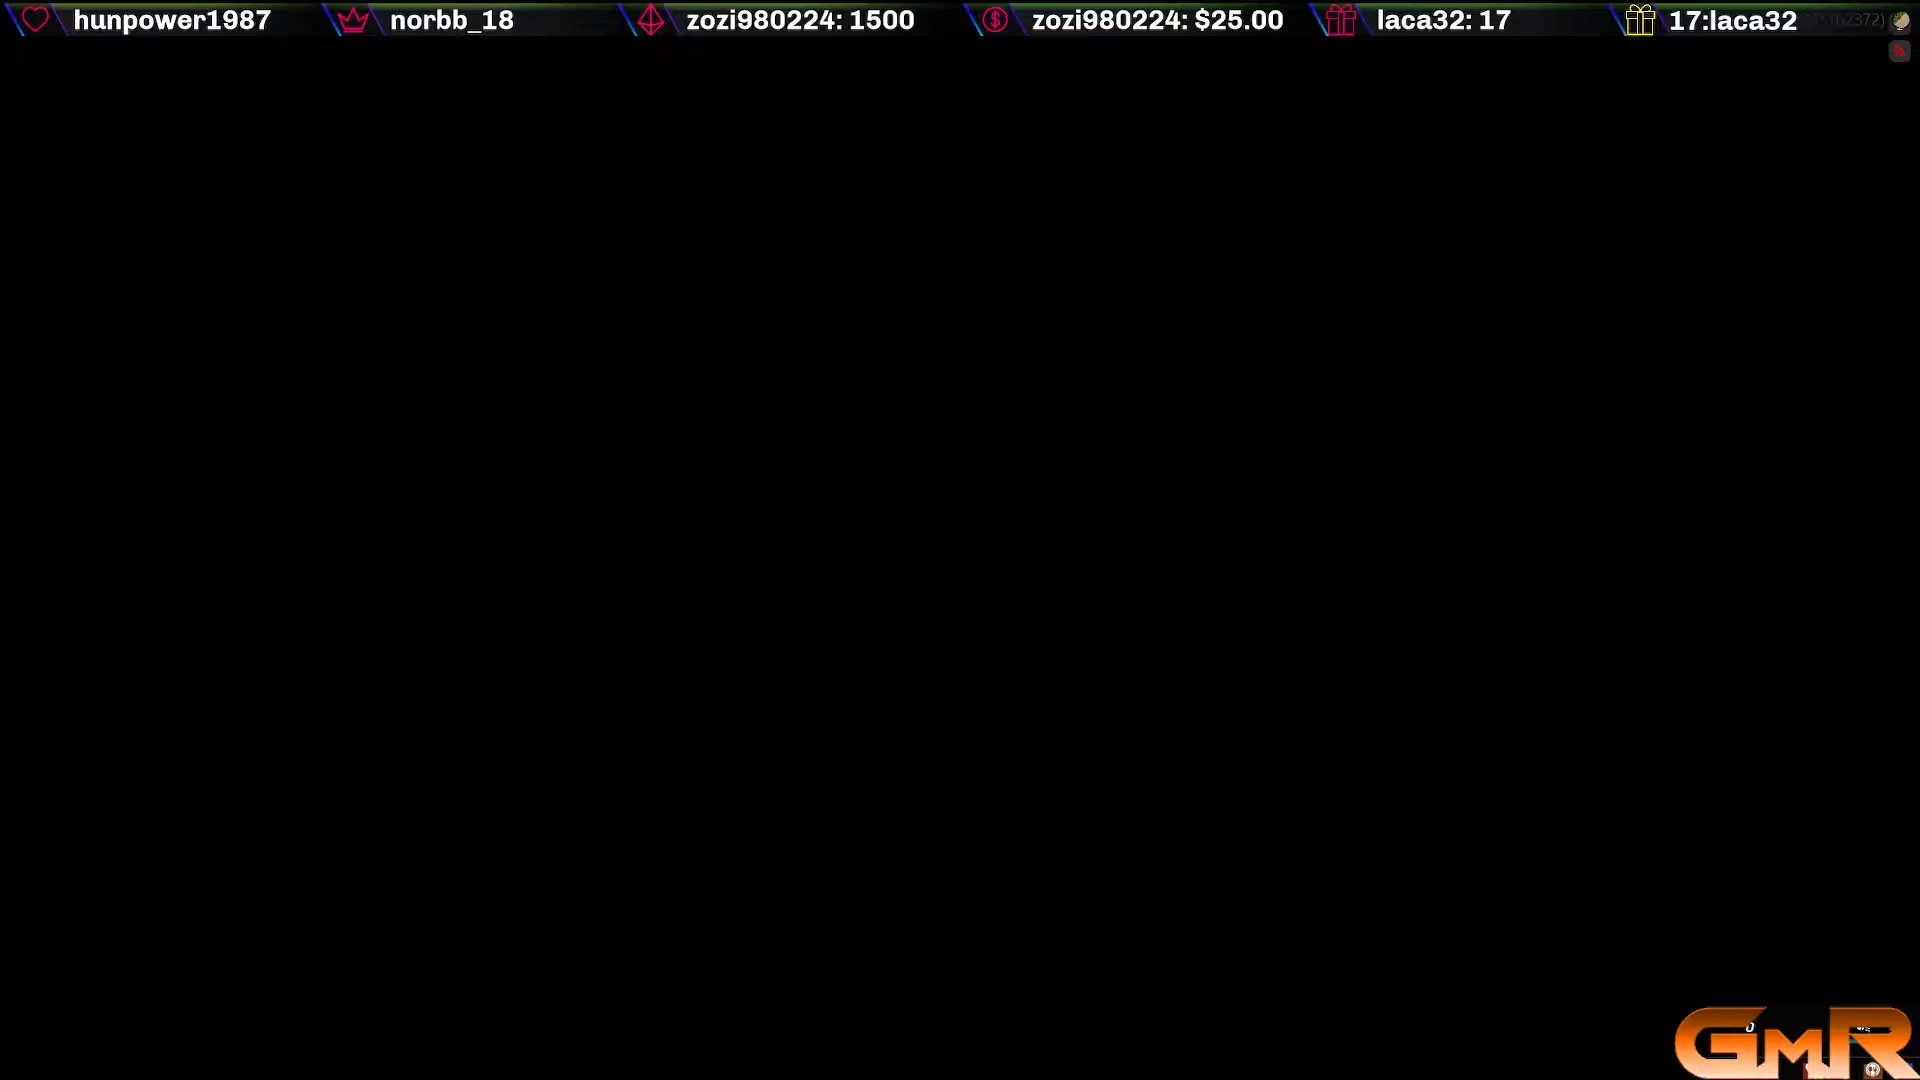 hunpower1987
norbb_18
zozi980224: 1500
zozi980224: $25.00
laca32: 17
17:laca32
GMR